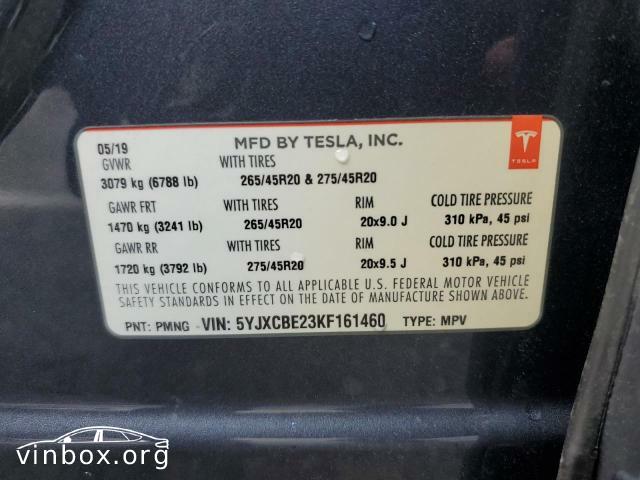 05/19 MFD BY TESLA, INC.
GVWR WITH TIRES
3079 kg (6788 lb) 265/45R20 & 275/45R20
GAWR FRT WITH TIRES RIM COLD TIRE PRESSURE
1470 kg (3241 lb) 265/45R20 20x9.0 J 310 kPa, 45 psi
GAWR RR WITH TIRES RIM COLD TIRE PRESSURE
1720 kg (3792 lb) 275/45R20 20x9.5 J 310 kPa, 45 psi
THIS VEHICLE CONFORMS TO ALL APPLICABLE U.S. FEDERAL MOTOR VEHICLE
SAFETY STANDARDS IN EFFECT ON THE DATE OF MANUFACTURE SHOWN ABOVE.
PNT: PMNG VIN: 5YJXCBE23KF161460 TYPE: MPV
TESLA
vinbox.org